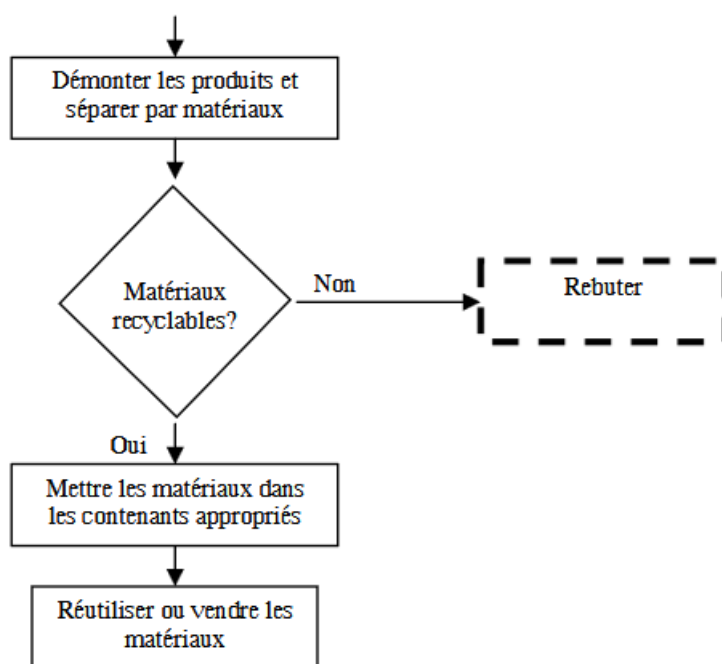 Démonter les produits et
séparer par matériaux
Matériaux
recyclables?
Non
Rebuter
Oui
Mettre les matériaux dans
les contenants appropriés
Réutiliser ou vendre les
matériaux